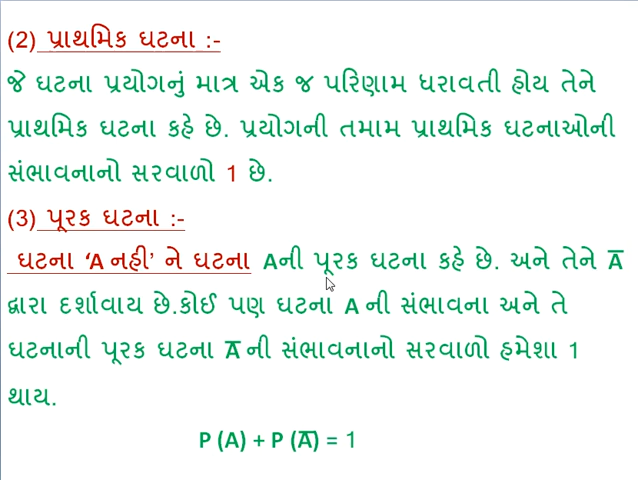 (2) પ્રાથમિક ઘટના :-
જે ઘટના પ્રયોગનું માત્ર એક જ પરિણામ ધરાવતી હોય તેને
પ્રાથમિક ઘટના કહે છે. પ્રયોગની તમામ પ્રાથમિક ઘટનાઓની
સંભાવનાનો સરવાળો 1 છે.
(3) પૂરક ઘટના :-
ઘટના ‘A નહી’ ને ઘટના Aની પૂરક ઘટના કહે છે. અને તેને A̅
દ્વારા દર્શાવાય છે.કોઈ પણ ઘટના A ની સંભાવના અને તે
ઘટનાની પૂરક ઘટના A̅ ની સંભાવનાનો સરવાળો હમેશા 1
થાય.
P (A) + P (A̅) = 1